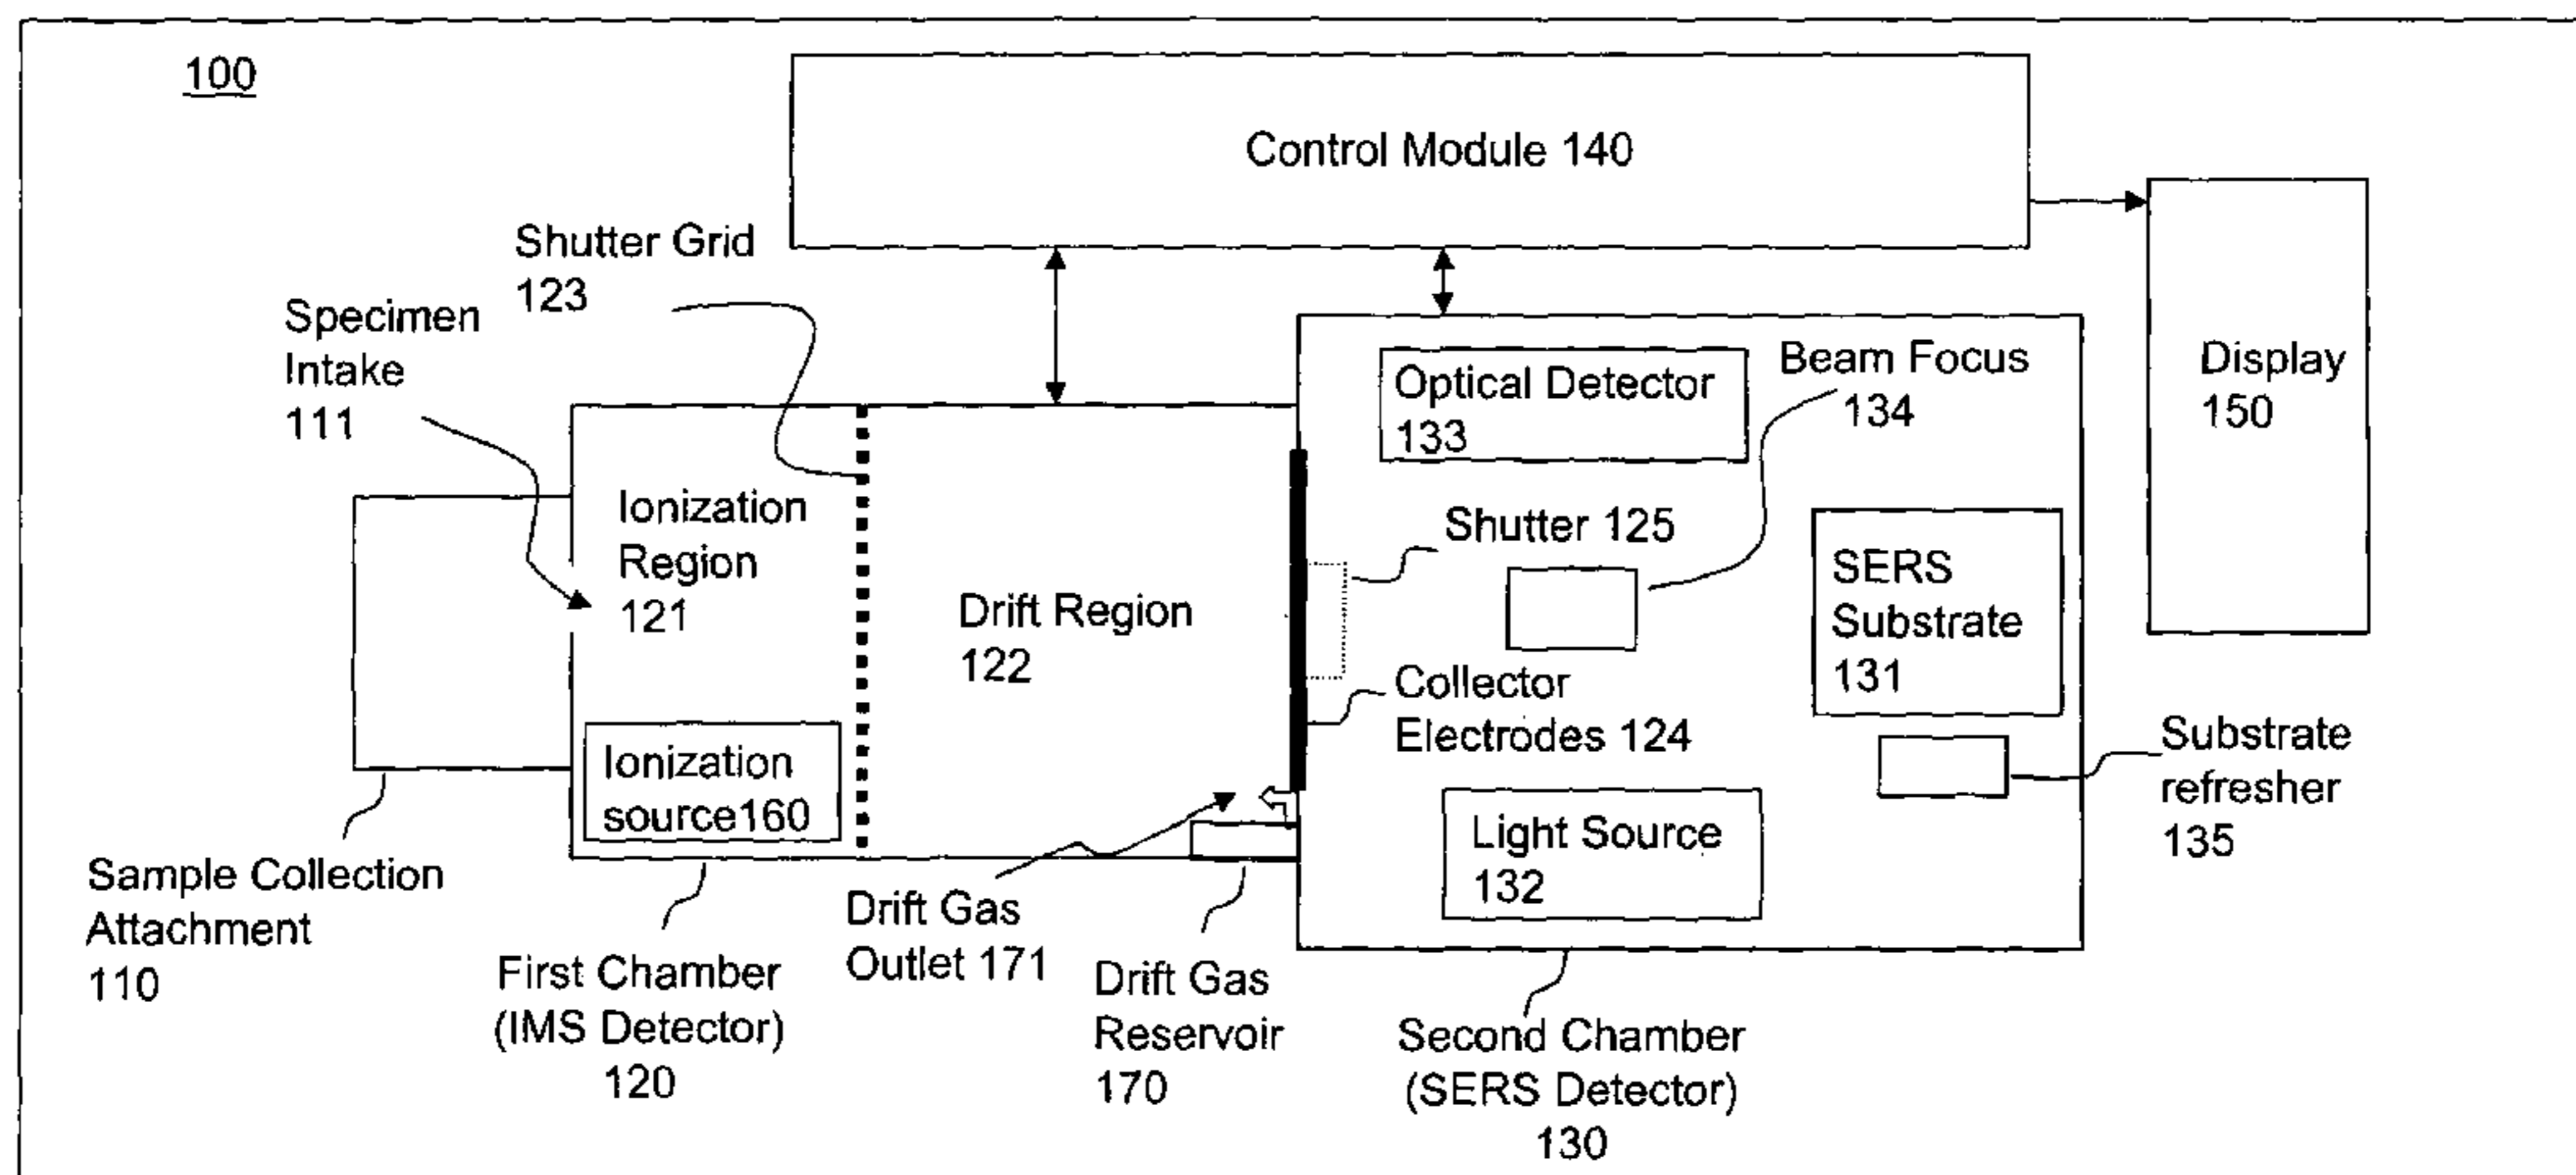 100
Control Module 140
Shutter Grid
123
Specimen
Intake
111
Display
150
Optical Detector
133
Beam Focus
134
Ionization
Region
121
Shutter 125
SERS
Substrate
131
Drift Region
122
Collector
Electrodes 124
Ionization
source160
Substrate
refresher
135
Light Source
132
Sample Collection
Attachment
110
Drift Gas
Outlet 171
First Chamber
(IMS Detector)
120
Drift Gas
Reservoir
170
Second Chamber
(SERS Detector)
130